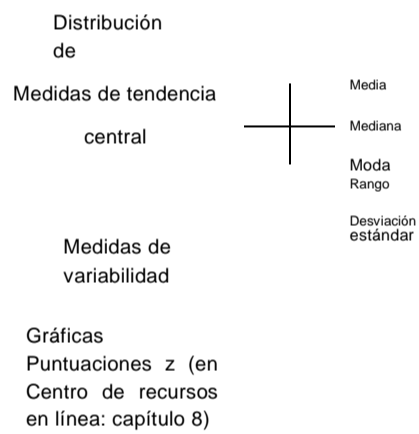 Distribución
de
Medidas de tendencia
central
Media
Mediana
Moda
Rango
Desviación
estándar
Medidas de
variabilidad
Gráficas
Puntuaciones z (en
Centro de recursos
en línea: capítulo 8)